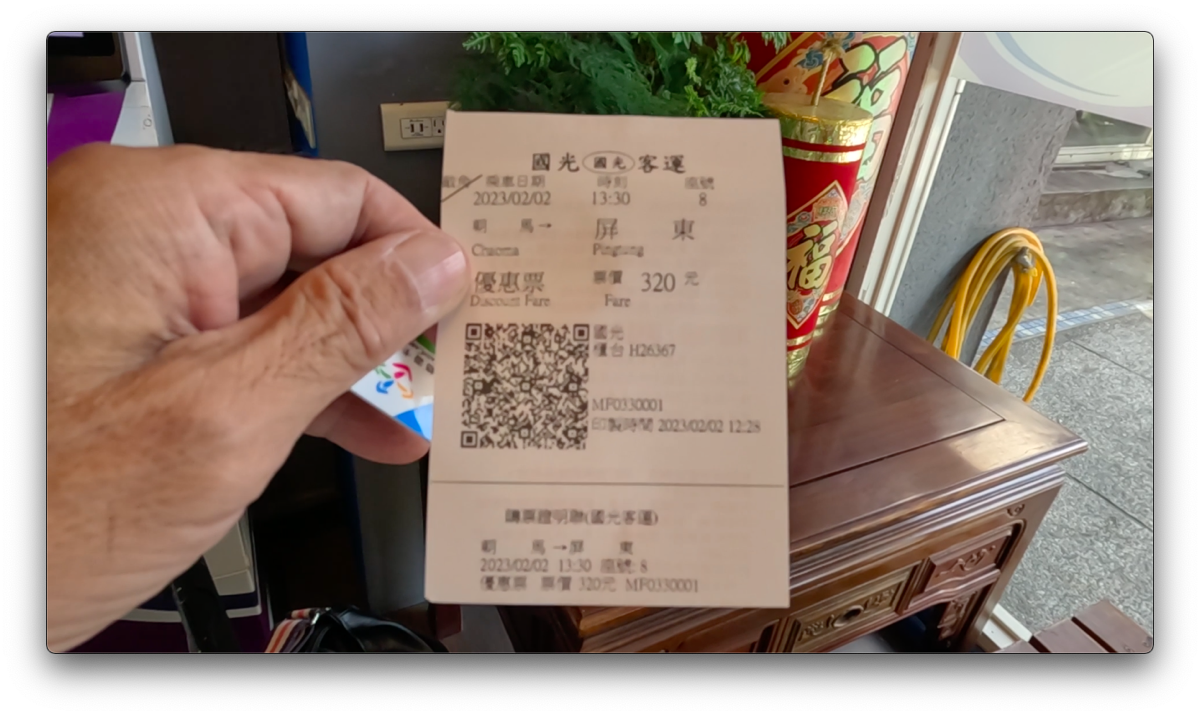 國光 國光 客運
乘車日期 時刻 座號
2023/02/02 13:30 8
朝 馬→ 屏 東
Chaoma Pingtung
優惠票 票價 320 元
Discount Fare Fare
國光
櫃台 H26367
MF0330001
印製時間 2023/02/02 12:28
購票證明聯(國光客運)
朝 馬→屏 東
2023/02/02 13:30 座號: 8
優惠票 票價 320元 MF0330001
福